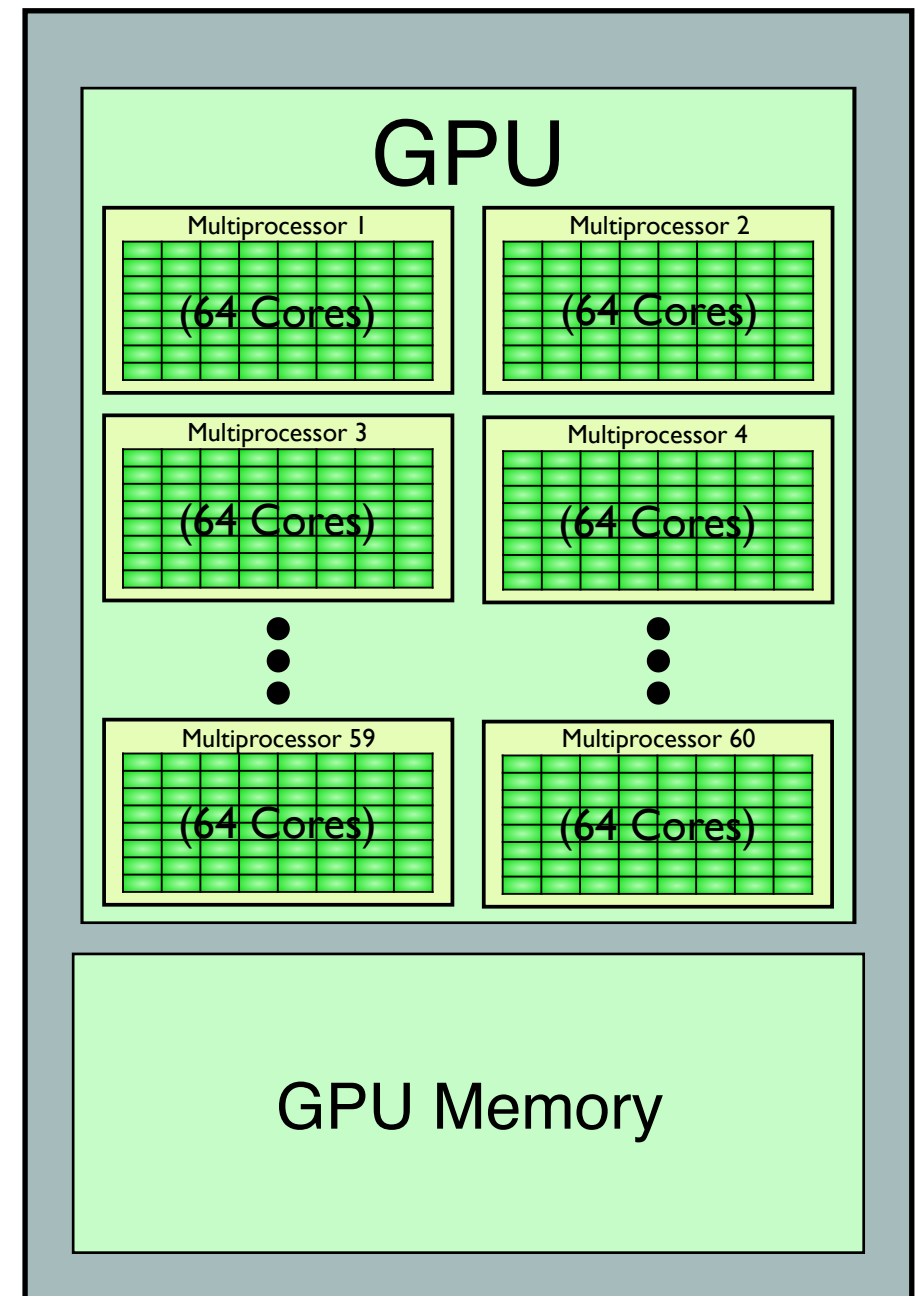 GPU
Multiprocessor 1
(64 Cores)
Multiprocessor 2
(64 Cores)
Multiprocessor 3
(64 Cores)
Multiprocessor 4
(64 Cores)
Multiprocessor 59
(64 Cores)
Multiprocessor 60
(64 Cores)
GPU Memory